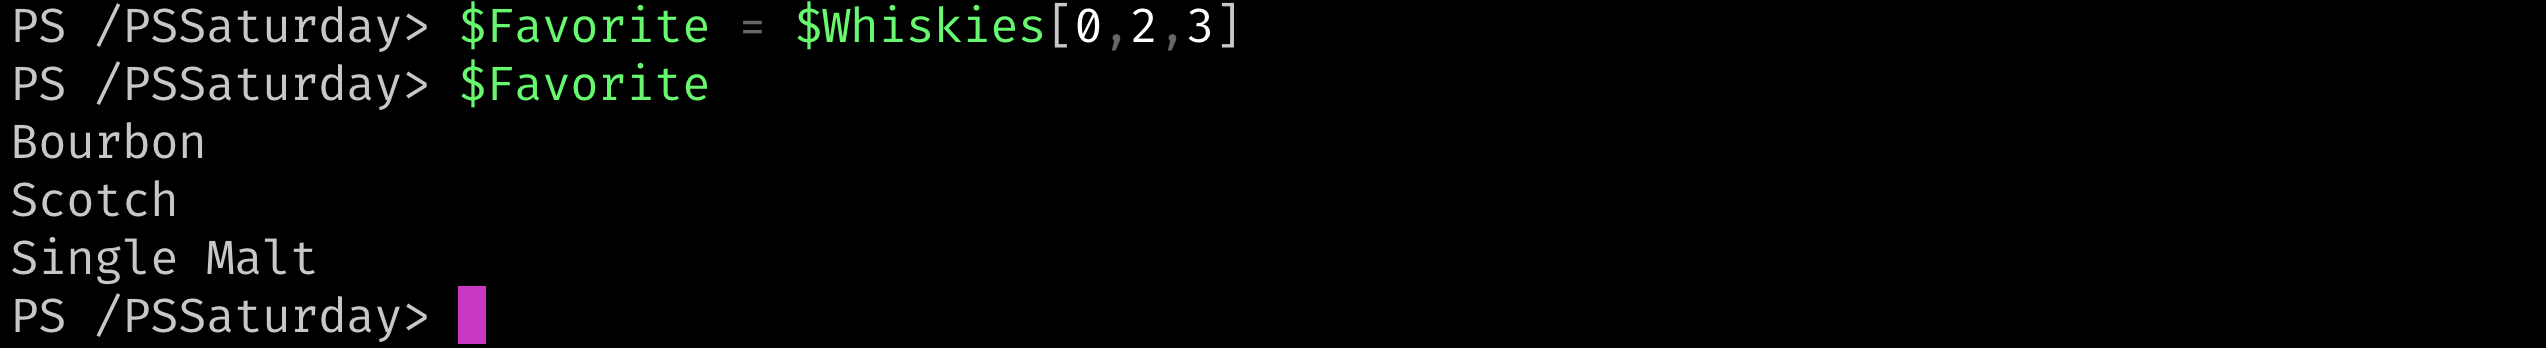 PS /PSSaturday> $Favorite = $Whiskies[0,2,3]
PS /PSSaturday> $Favorite
Bourbon
Scotch
Single Malt
PS /PSSaturday>